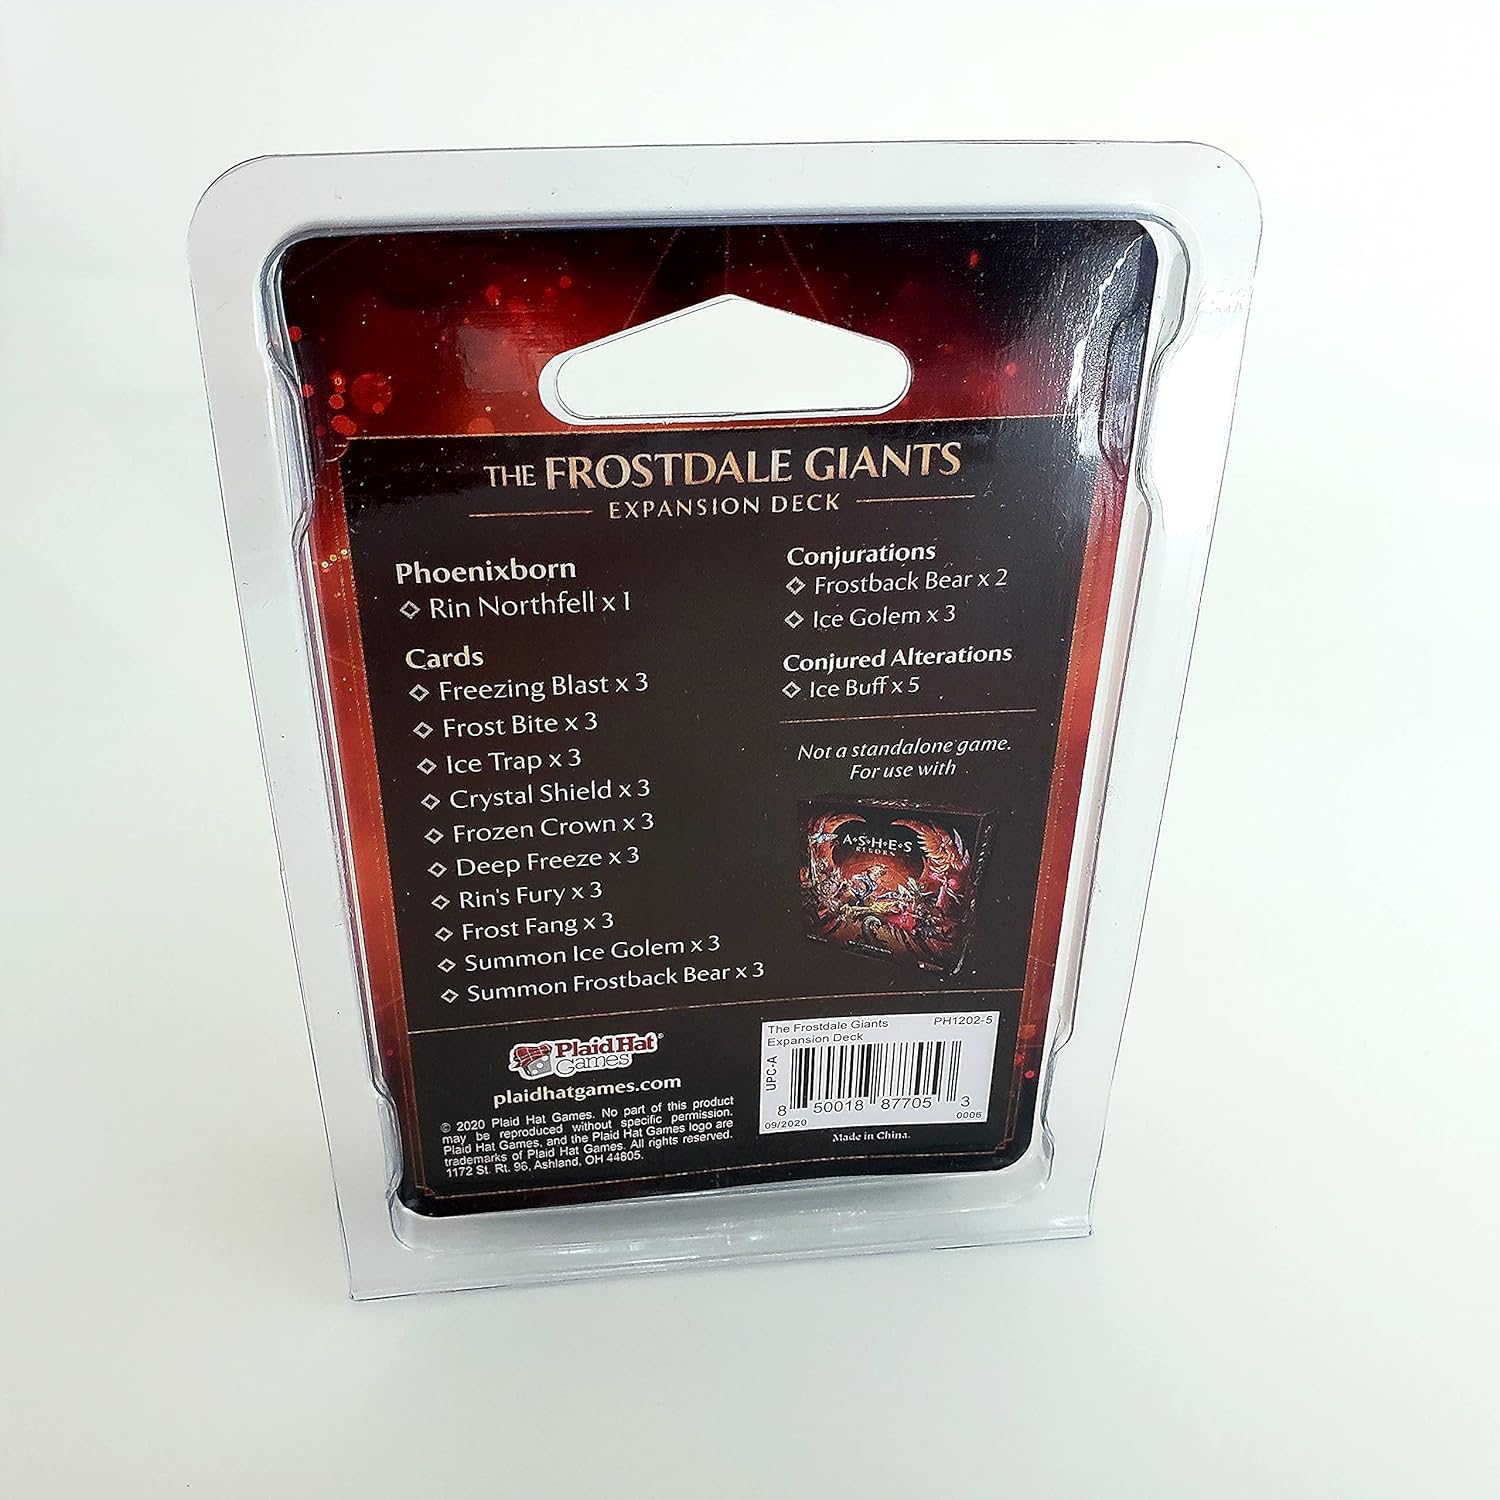 THE FROSTDALE GIANTS
EXPANSION DECK
Phoenixborn
Rin Northfell x 1
Cards
Freezing Blast x 3
Frost Bite x 3
Ice Trap x 3
Crystal Shield x 3
Frozen Crown x 3
Deep Freeze x 3
Rin's Fury x 3
Frost Fang x 3
Summon Ice Golem x 3
Summon Frostback Bear x 3
Conjurations
Frostback Bear x 2
Ice Golem x 3
Conjured Alterations
Ice Buff x 5
Not a standalone game.
For use with
A•S•H•E•S
REBORN
Plaid Hat®
Games
plaidhatgames.com
© 2020 Plaid Hat Games. No part of this product
may be reproduced without specific permission.
Plaid Hat Games, and the Plaid Hat Games logo are
trademarks of Plaid Hat Games. All rights reserved.
1172 St. Rt. 96, Ashland, OH 44805.
The Frostdale Giants PH1202-5
Expansion Deck
UPC-A
8 50018 87705 3
09/2020 0006
Made in China.